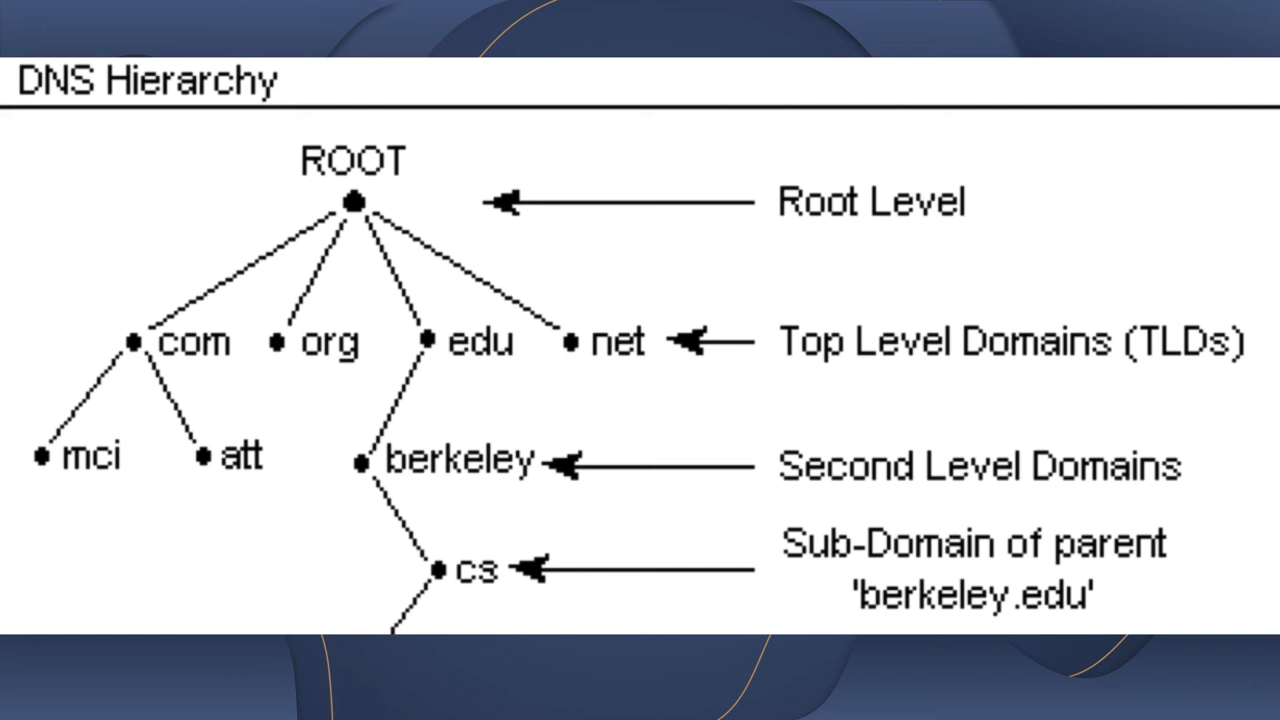 DNS Hierarchy
ROOT
Root Level
com org edu net Top Level Domains (TLDs)
mci att berkeley Second Level Domains
cs Sub-Domain of parent
'berkeley.edu'